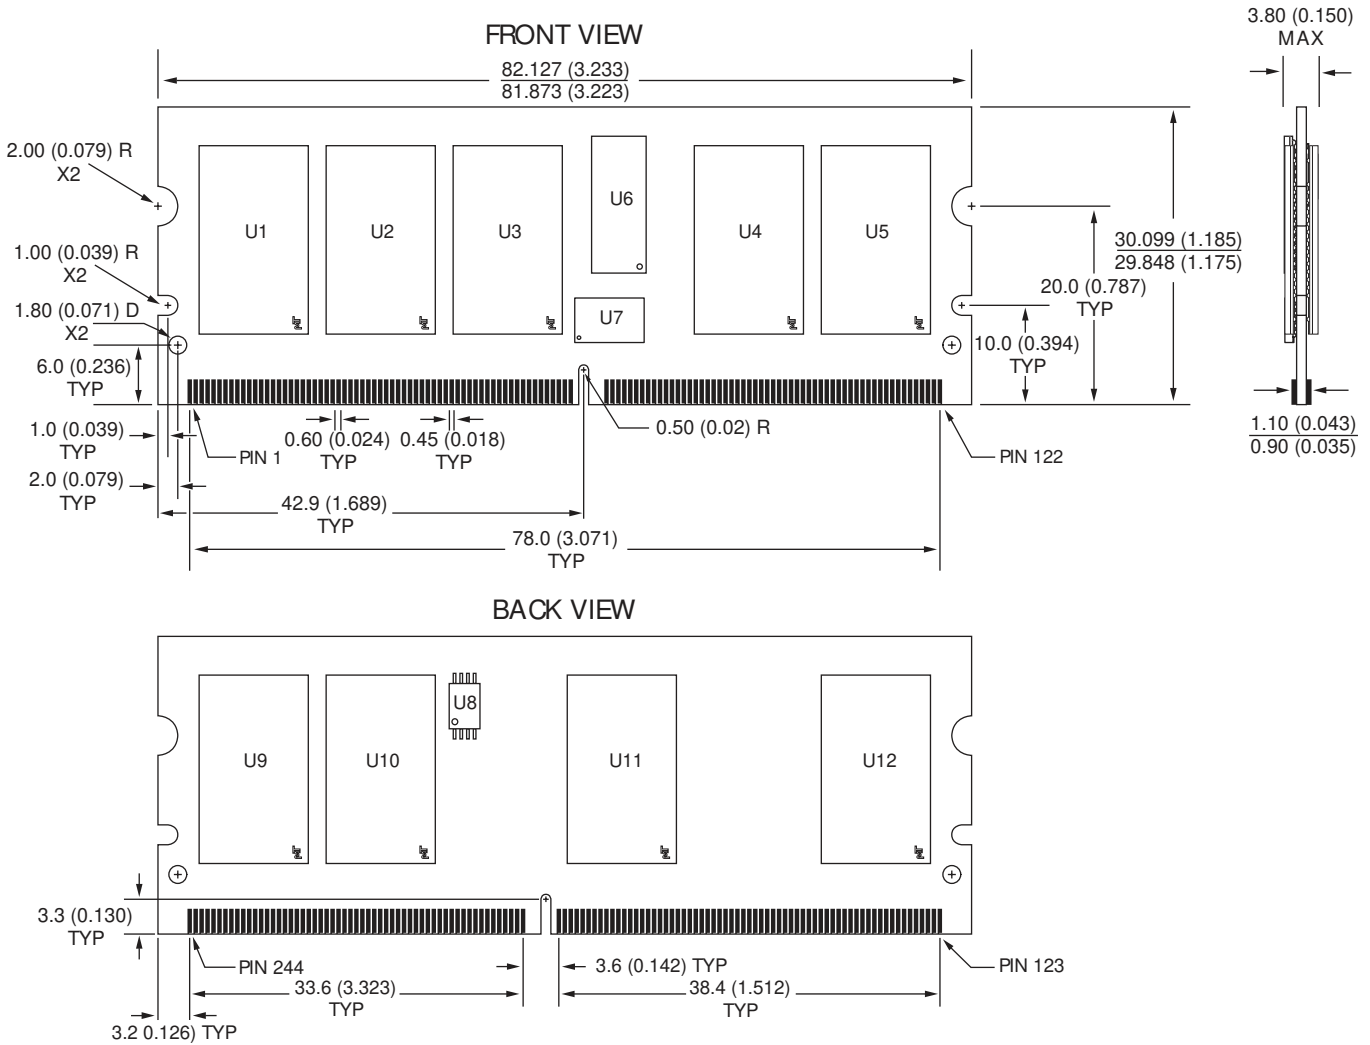 FRONT VIEW
3.80 (0.150)
MAX
82.127 (3.233)
81.873 (3.223)
2.00 (0.079) R
X2
U1
U2
U3
U6
U4
U5
30.099 (1.185)
29.848 (1.175)
1.00 (0.039) R
X2
20.0 (0.787)
TYP
1.80 (0.071) D
X2
U7
10.0 (0.394)
TYP
6.0 (0.236)
TYP
1.0 (0.039)
TYP
PIN 1
0.60 (0.024)
TYP
0.45 (0.018)
TYP
0.50 (0.02) R
PIN 122
1.10 (0.043)
0.90 (0.035)
2.0 (0.079)
TYP
42.9 (1.689)
TYP
78.0 (3.071)
TYP
BACK VIEW
U8
U9
U10
U11
U12
3.3 (0.130)
TYP
PIN 244
3.6 (0.142) TYP
PIN 123
33.6 (3.323)
TYP
38.4 (1.512)
TYP
3.2 0.126) TYP